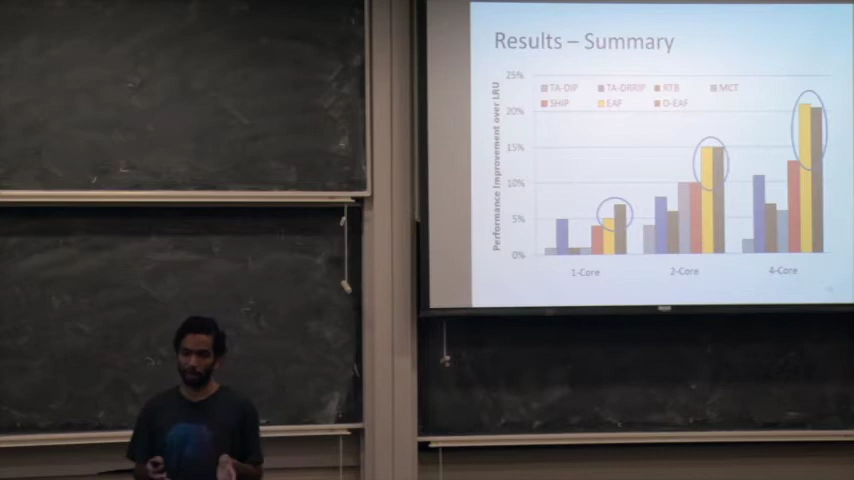 Results – Summary
25%
TA-DIP TA-DRRIP RTB MCT
SHIP EAF D-EAF
20%
15%
10%
5%
0%
Performance Improvement over LRU
1-Core 2-Core 4-Core